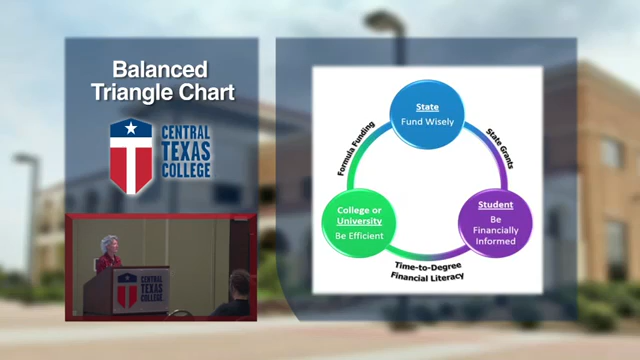 Balanced
Triangle Chart
CENTRAL
TEXAS
COLLEGE
State
Fund Wisely
Formula Funding
State Grants
College or
University
Be Efficient
Student
Be
Financially
Informed
Time-to-Degree
Financial Literacy
CENTRAL
TEXAS
COLLEGE